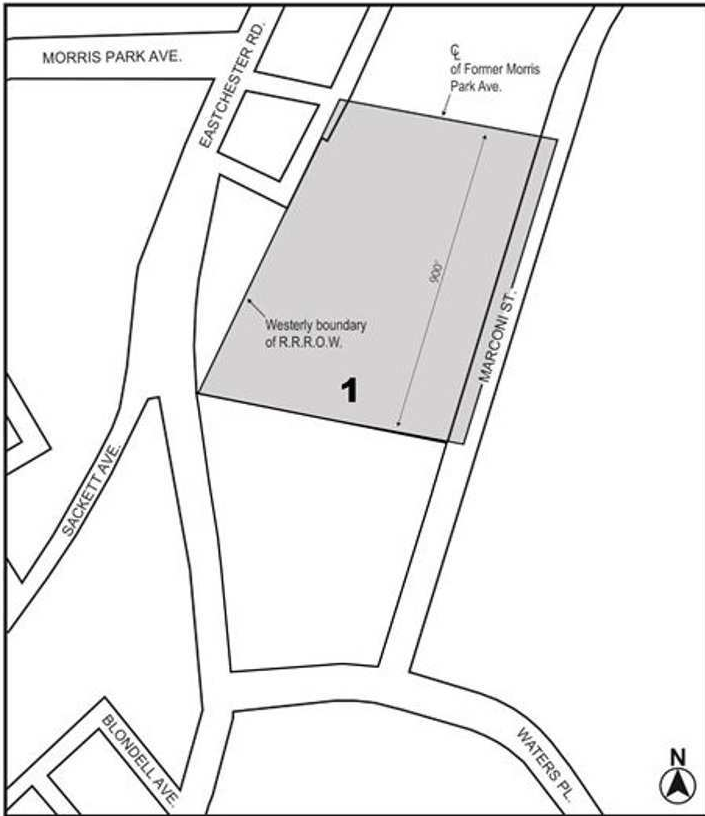 MORRIS PARK AVE.
EASTCHESTER RD.
℄
of Former Morris
Park Ave.
900'
Westerly boundary
of R.R.R.O.W.
MARCONI ST.
1
SACKETT AVE.
BLONDELL AVE.
WATERS PL.
N